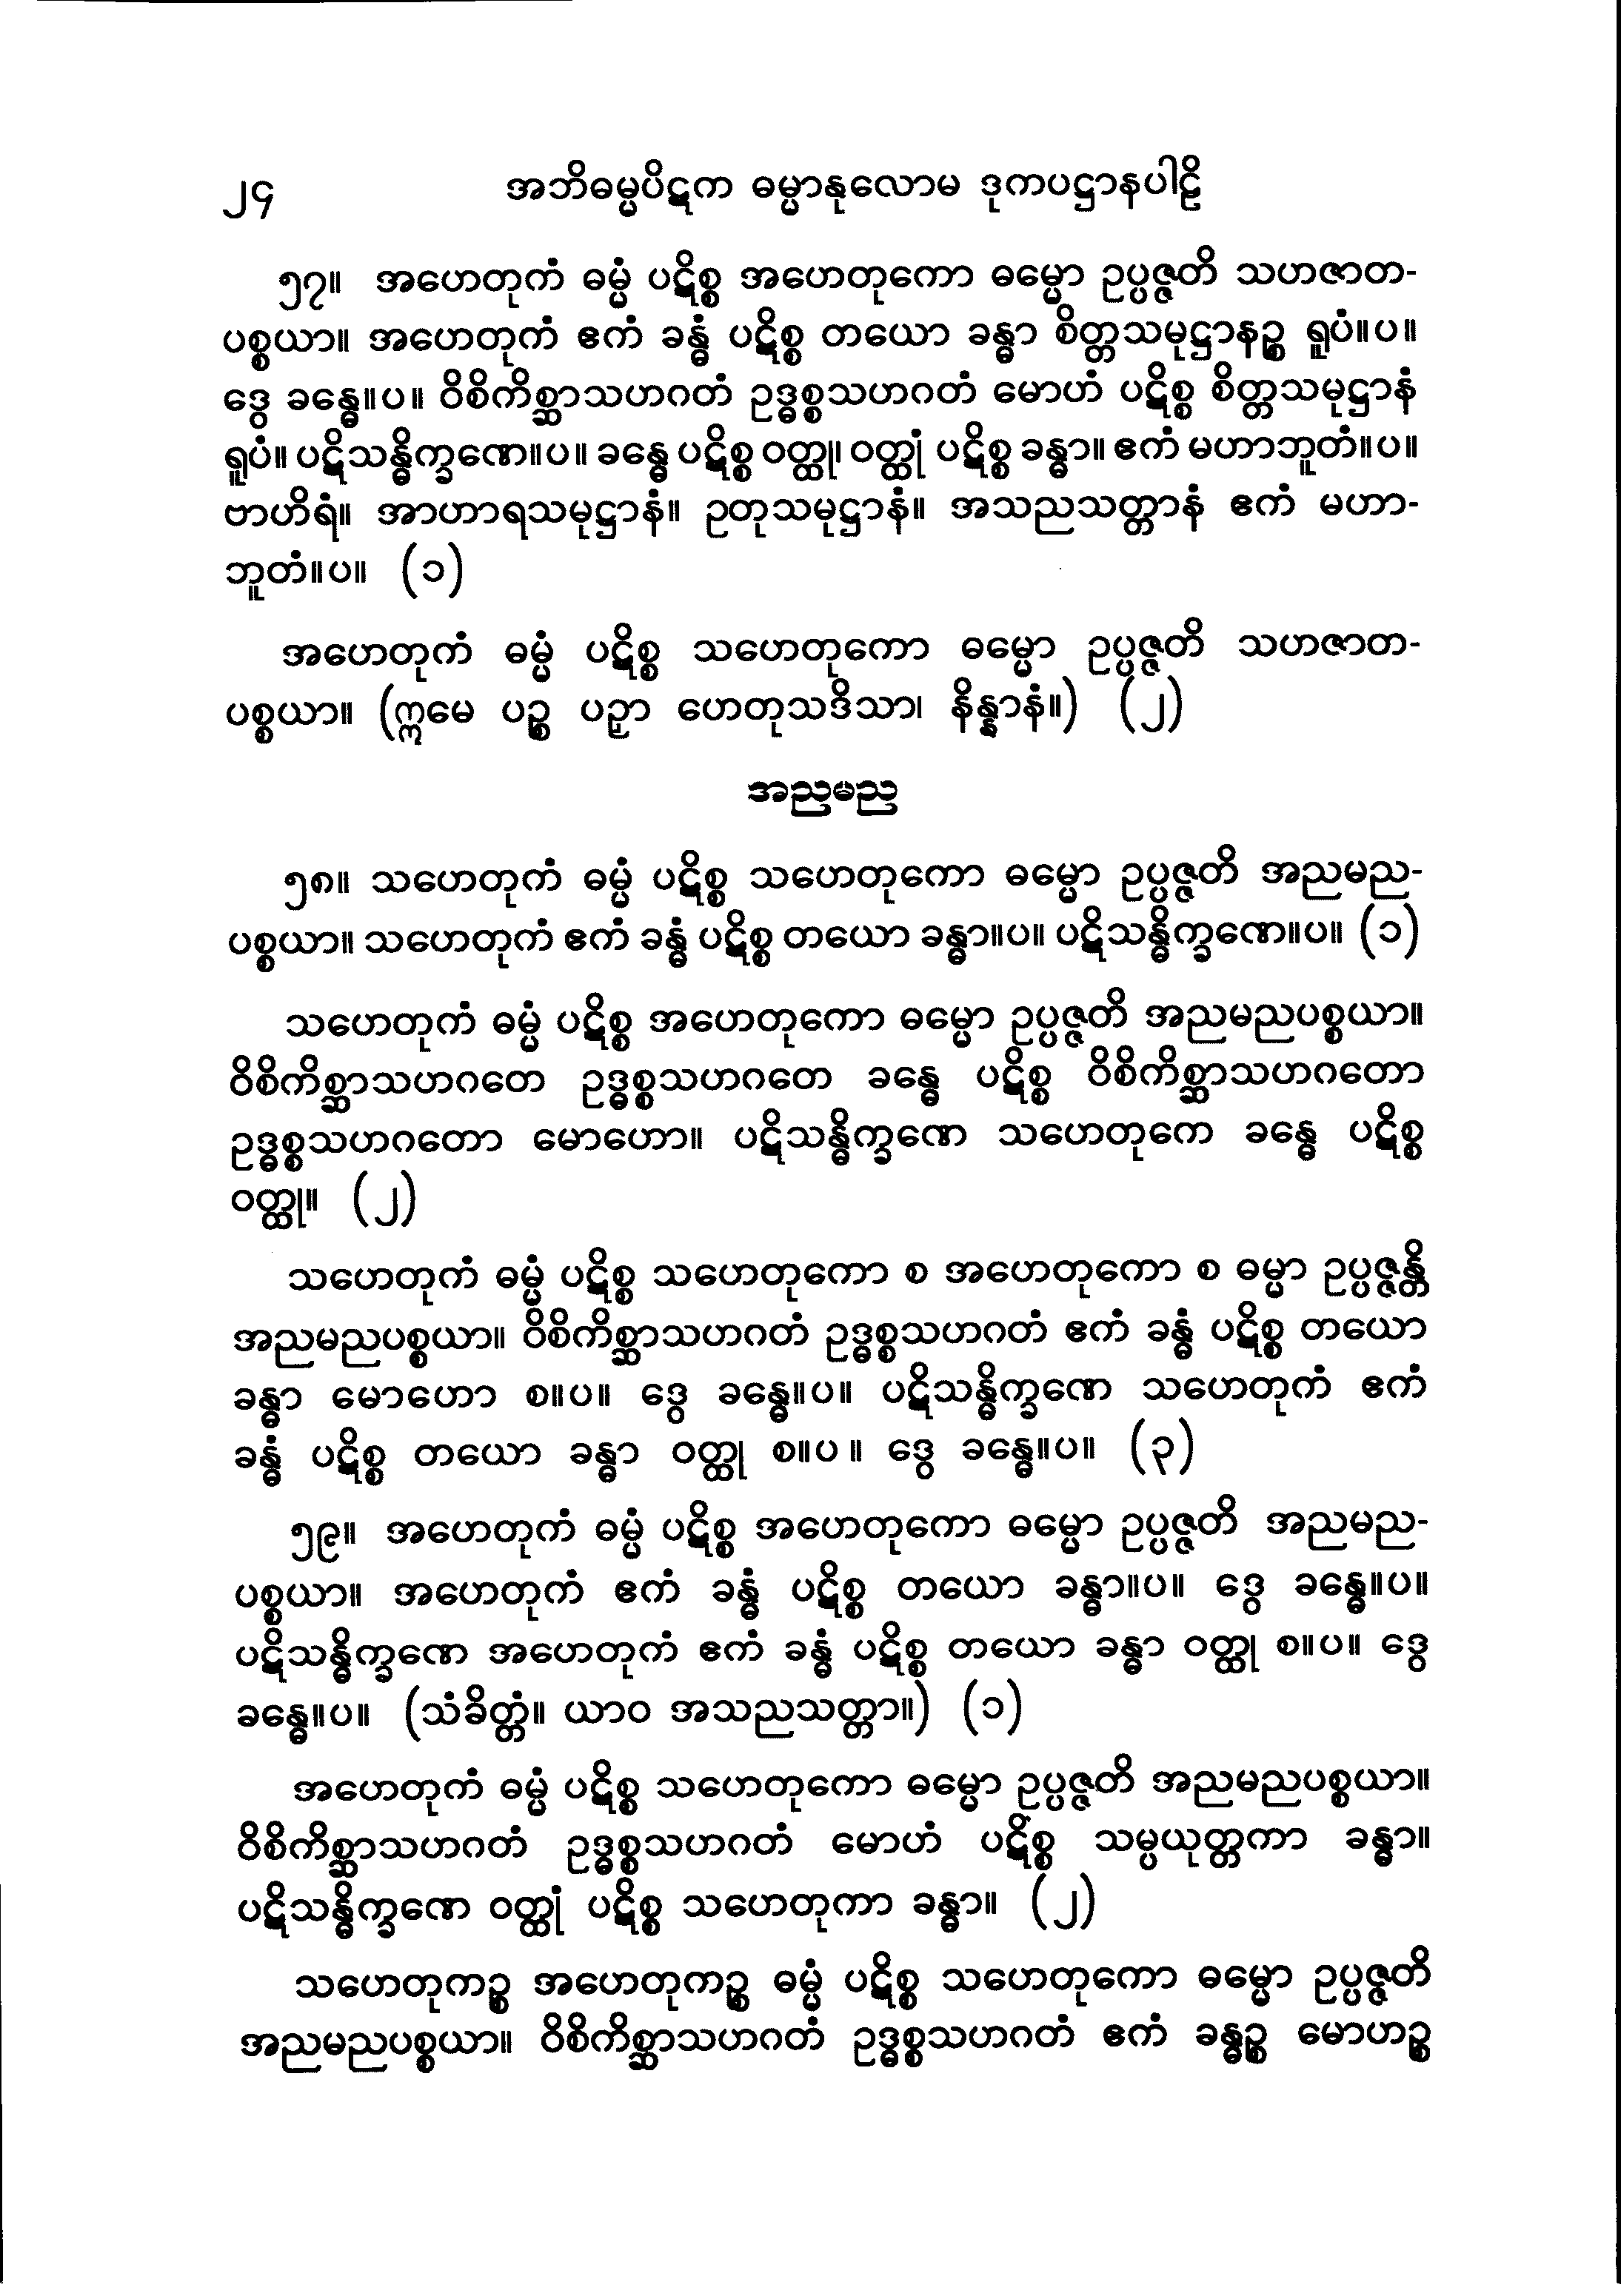 ၂၄ အဘိဓမ္မပိဋက ဓမ္မာနုလောမ ဒုကပဋ္ဌာနပါဠိ
၅၇။ အဟေတုကံ ဓမ္မံ ပဋိစ္စ အဟေတုကော ဓမ္မော ဥပ္ပဇ္ဇတိ သဟဇာတ-
ပစ္စယာ။ အဟေတုကံ ဧကံ ခန္ဓံ ပဋိစ္စ တယော ခန္ဓာ စိတ္တသမုဋ္ဌာနဉ္စ ရူပံ။ပ။
ဒွေ ခန္ဓေ။ပ။ ဝိစိကိစ္ဆာသဟဂတံ ဥဒ္ဓစ္စသဟဂတံ မောဟံ ပဋိစ္စ စိတ္တသမုဋ္ဌာနံ
ရူပံ။ ပဋိသန္ဓိက္ခဏေ။ပ။ ခန္ဓေ ပဋိစ္စ ဝတ္ထု၊ ဝတ္ထုံ ပဋိစ္စ ခန္ဓာ။ ဧကံ မဟာဘူတံ။ပ။
ဗာဟိရံ။ အာဟာရသမုဋ္ဌာနံ။ ဥတုသမုဋ္ဌာနံ။ အသညသတ္တာနံ ဧကံ မဟာ-
ဘူတံ။ပ။ (၁)
အဟေတုကံ ဓမ္မံ ပဋိစ္စ သဟေတုကော ဓမ္မော ဥပ္ပဇ္ဇတိ သဟဇာတ-
ပစ္စယာ။ (ဣမေ ပဉ္စ ပဉှာ ဟေတုသဒိသာ၊ နိန္နာနံ။) (၂)
အညမည
၅၈။ သဟေတုကံ ဓမ္မံ ပဋိစ္စ သဟေတုကော ဓမ္မော ဥပ္ပဇ္ဇတိ အညမည-
ပစ္စယာ။ သဟေတုကံ ဧကံ ခန္ဓံ ပဋိစ္စ တယော ခန္ဓာ။ပ။ ပဋိသန္ဓိက္ခဏေ။ပ။ (၁)
သဟေတုကံ ဓမ္မံ ပဋိစ္စ အဟေတုကော ဓမ္မော ဥပ္ပဇ္ဇတိ အညမညပစ္စယာ။
ဝိစိကိစ္ဆာသဟဂတေ ဥဒ္ဓစ္စသဟဂတေ ခန္ဓေ ပဋိစ္စ ဝိစိကိစ္ဆာသဟဂတော
ဥဒ္ဓစ္စသဟဂတော မောဟော။ ပဋိသန္ဓိက္ခဏေ သဟေတုကေ ခန္ဓေ ပဋိစ္စ
ဝတ္ထု။ (၂)
သဟေတုကံ ဓမ္မံ ပဋိစ္စ သဟေတုကော စ အဟေတုကော စ ဓမ္မာ ဥပ္ပဇ္ဇန္တိ
အညမညပစ္စယာ။ ဝိစိကိစ္ဆာသဟဂတံ ဥဒ္ဓစ္စသဟဂတံ ဧကံ ခန္ဓံ ပဋိစ္စ တယော
ခန္ဓာ မောဟော စ။ပ။ ဒွေ ခန္ဓေ။ပ။ ပဋိသန္ဓိက္ခဏေ သဟေတုကံ ဧကံ
ခန္ဓံ ပဋိစ္စ တယော ခန္ဓာ ဝတ္ထု စ။ပ။ ဒွေ ခန္ဓေ။ပ။ (၃)
၅၉။ အဟေတုကံ ဓမ္မံ ပဋိစ္စ အဟေတုကော ဓမ္မော ဥပ္ပဇ္ဇတိ အညမည-
ပစ္စယာ။ အဟေတုကံ ဧကံ ခန္ဓံ ပဋိစ္စ တယော ခန္ဓာ။ပ။ ဒွေ ခန္ဓေ။ပ။
ပဋိသန္ဓိက္ခဏေ အဟေတုကံ ဧကံ ခန္ဓံ ပဋိစ္စ တယော ခန္ဓာ ဝတ္ထု စ။ပ။ ဒွေ
ခန္ဓေ။ပ။ (သံခိတ္တံ။ ယာဝ အသညသတ္တာ။) (၁)
အဟေတုကံ ဓမ္မံ ပဋိစ္စ သဟေတုကော ဓမ္မော ဥပ္ပဇ္ဇတိ အညမညပစ္စယာ။
ဝိစိကိစ္ဆာသဟဂတံ ဥဒ္ဓစ္စသဟဂတံ မောဟံ ပဋိစ္စ သမ္ပယုတ္တကာ ခန္ဓာ။
ပဋိသန္ဓိက္ခဏေ ဝတ္ထုံ ပဋိစ္စ သဟေတုကာ ခန္ဓာ။ (၂)
သဟေတုကဉ္စ အဟေတုကဉ္စ ဓမ္မံ ပဋိစ္စ သဟေတုကော ဓမ္မော ဥပ္ပဇ္ဇတိ
အညမညပစ္စယာ။ ဝိစိကိစ္ဆာသဟဂတံ ဥဒ္ဓစ္စသဟဂတံ ဧကံ ခန္ဓဉ္စ မောဟဉ္စ